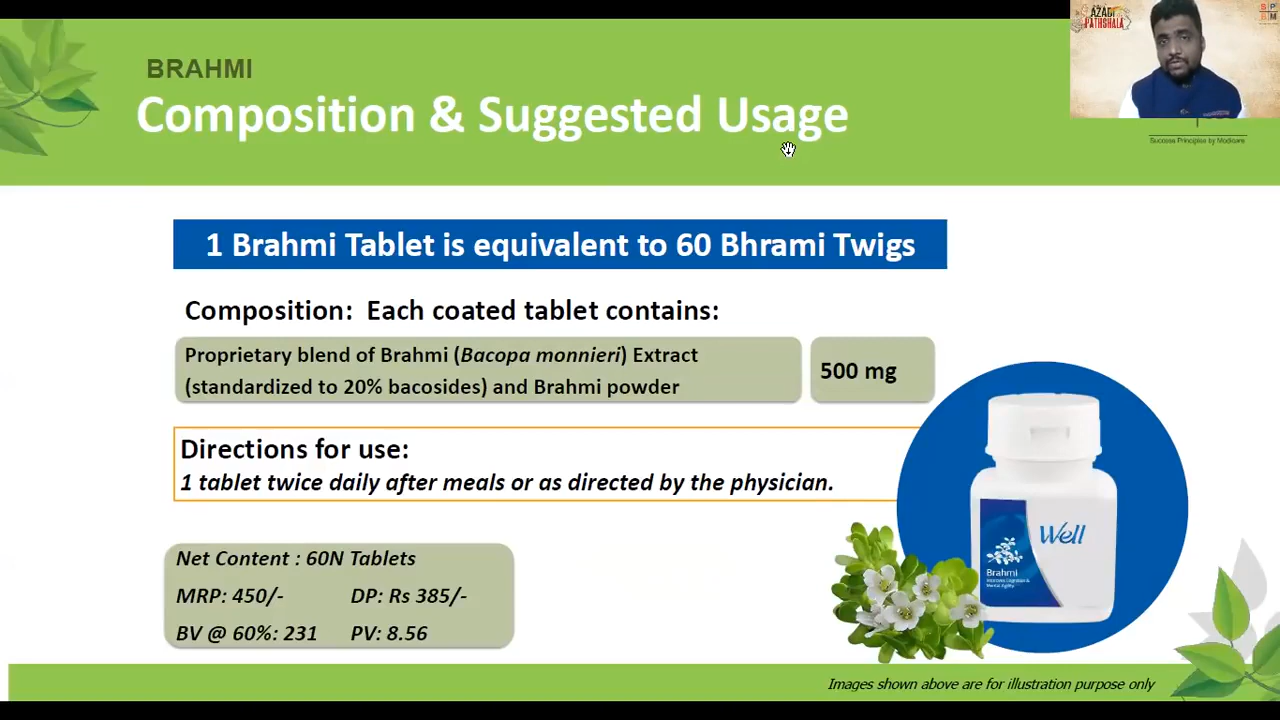 AZADI
PATHSHALA
BRAHMI
Composition & Suggested Usage
Success Principles by Modicare
1 Brahmi Tablet is equivalent to 60 Bhrami Twigs
Composition: Each coated tablet contains:
Proprietary blend of Brahmi (Bacopa monnieri) Extract
(standardized to 20% bacosides) and Brahmi powder
500 mg
Directions for use:
1 tablet twice daily after meals or as directed by the physician.
Net Content : 60N Tablets
MRP: 450/- DP: Rs 385/-
BV @ 60%: 231 PV: 8.56
Well
Brahmi
Images shown above are for illustration purpose only